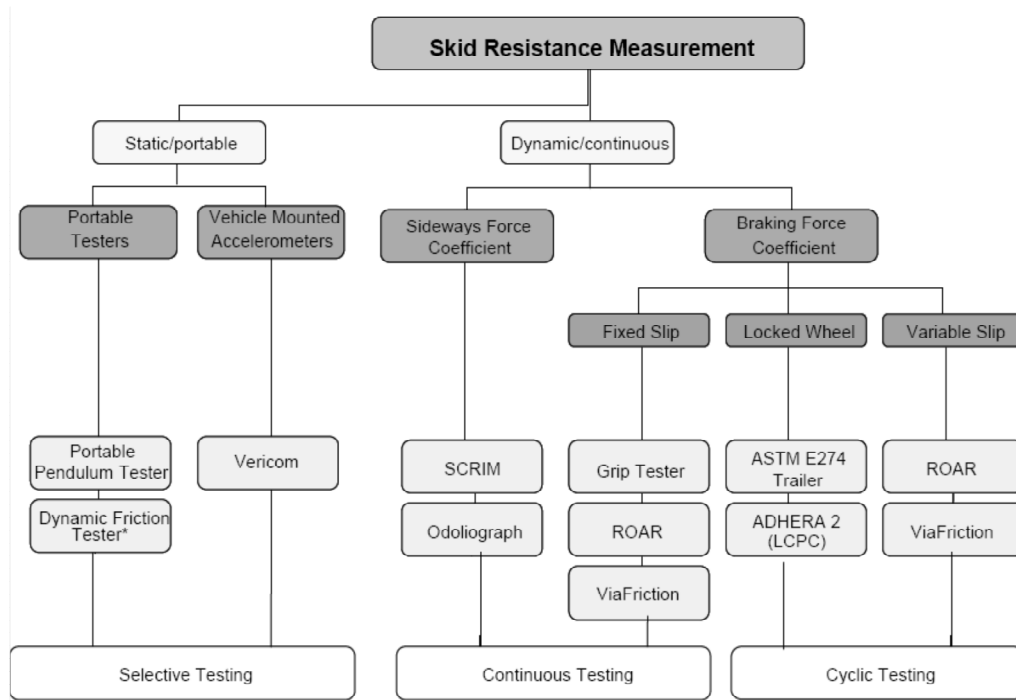 Skid Resistance Measurement
Static/portable
Dynamic/continuous
Portable
Testers
Vehicle Mounted
Accelerometers
Sideways Force
Coefficient
Braking Force
Coefficient
Fixed Slip
Locked Wheel
Variable Slip
Portable
Pendulum Tester
Vericom
SCRIM
Grip Tester
ASTM E274
Trailer
ROAR
Dynamic Friction
Tester*
Odoliograph
ROAR
ADHERA 2
(LCPC)
ViaFriction
ViaFriction
Selective Testing
Continuous Testing
Cyclic Testing